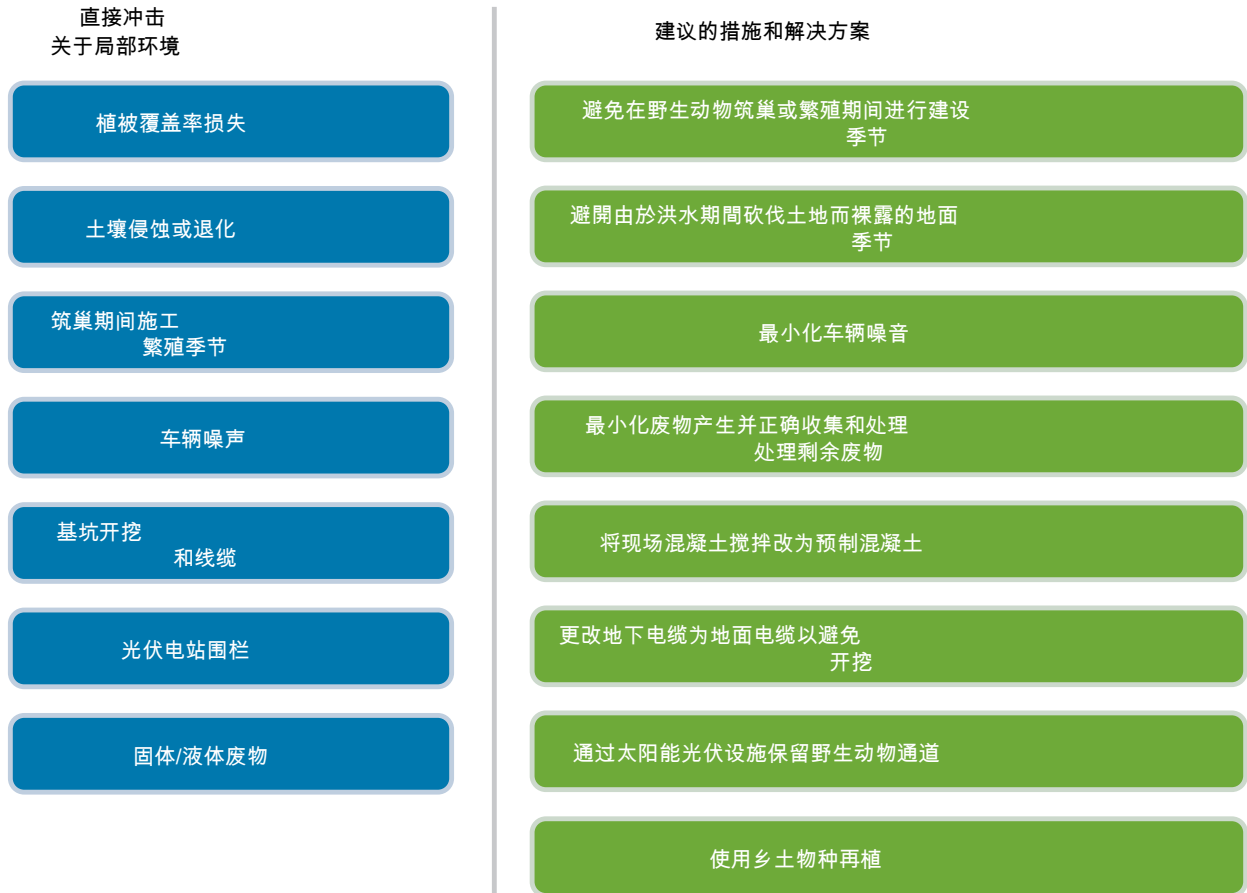 直接冲击
关于局部环境
植被覆盖率损失
土壤侵蚀或退化
筑巢期间施工
繁殖季节
车辆噪声
基坑开挖
和线缆
光伏电站围栏
固体/液体废物
建议的措施和解决方案
避免在野生动物筑巢或繁殖期间进行建设
季节
避開由於洪水期間砍伐土地而裸露的地面
季节
最小化车辆噪音
最小化废物产生并正确收集和处理
处理剩余废物
将现场混凝土搅拌改为预制混凝土
更改地下电缆为地面电缆以避免
开挖
通过太阳能光伏设施保留野生动物通道
使用乡土物种再植